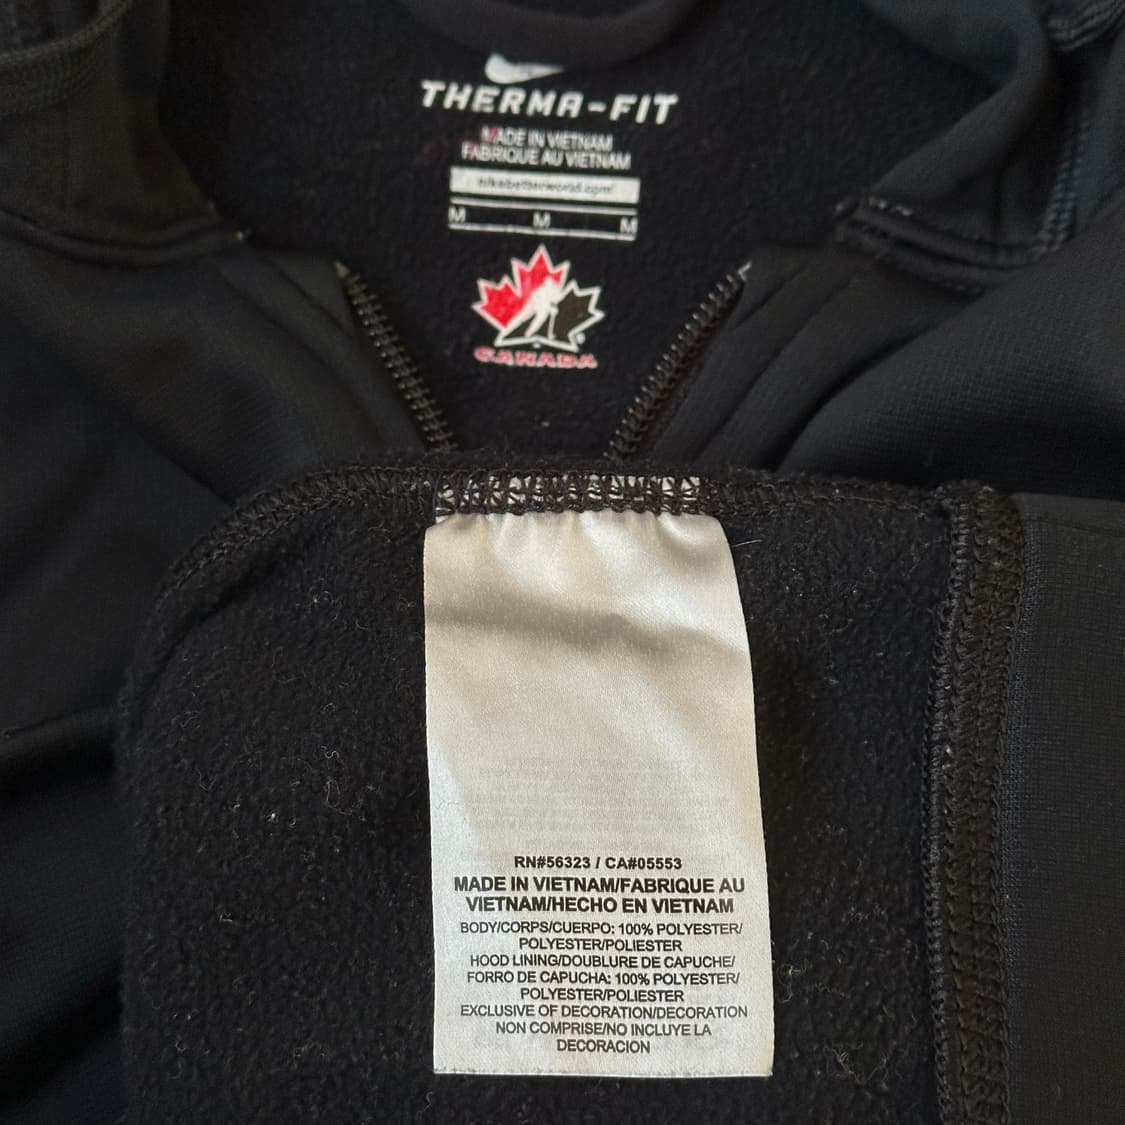 THERMA-FIT
MADE IN VIETNAM
FABRIQUE AU VIETNAM
nikebetterworld.com
M M M
CANADA
RN#56323 / CA#05553
MADE IN VIETNAM/FABRIQUE AU
VIETNAM/HECHO EN VIETNAM
BODY/CORPS/CUERPO: 100% POLYESTER/
POLYESTER/POLIESTER
HOOD LINING/DOUBLURE DE CAPUCHE/
FORRO DE CAPUCHA: 100% POLYESTER/
POLYESTER/POLIESTER
EXCLUSIVE OF DECORATION/DECORATION
NON COMPRISE/NO INCLUYE LA
DECORACION